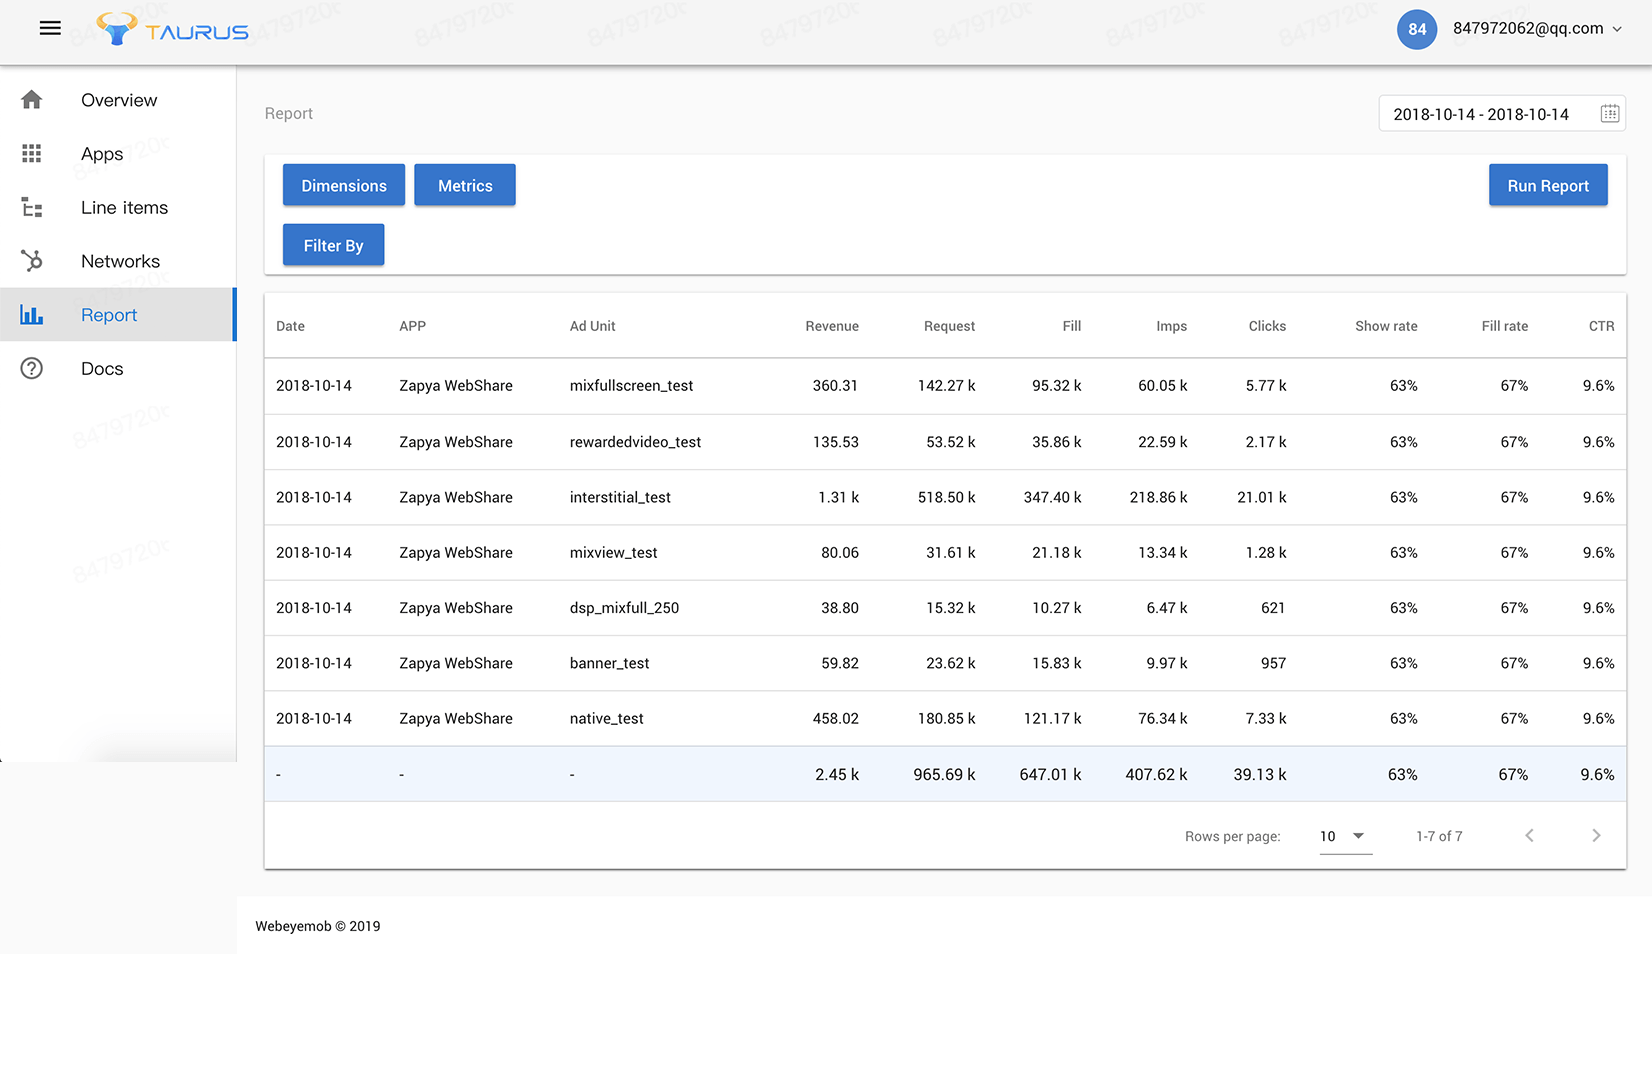 TAURUS
84
847972062@qq.com
Overview
Apps
Line items
Networks
Report
Docs
Report
2018-10-14 - 2018-10-14
Dimensions Metrics Run Report
Filter By
Date APP Ad Unit Revenue Request Fill Imps Clicks Show rate Fill rate CTR
2018-10-14 Zapya WebShare mixfullscreen_test 360.31 142.27 k 95.32 k 60.05 k 5.77 k 63% 67% 9.6%
2018-10-14 Zapya WebShare rewardedvideo_test 135.53 53.52 k 35.86 k 22.59 k 2.17 k 63% 67% 9.6%
2018-10-14 Zapya WebShare interstitial_test 1.31 k 518.50 k 347.40 k 218.86 k 21.01 k 63% 67% 9.6%
2018-10-14 Zapya WebShare mixview_test 80.06 31.61 k 21.18 k 13.34 k 1.28 k 63% 67% 9.6%
2018-10-14 Zapya WebShare dsp_mixfull_250 38.80 15.32 k 10.27 k 6.47 k 621 63% 67% 9.6%
2018-10-14 Zapya WebShare banner_test 59.82 23.62 k 15.83 k 9.97 k 957 63% 67% 9.6%
2018-10-14 Zapya WebShare native_test 458.02 180.85 k 121.17 k 76.34 k 7.33 k 63% 67% 9.6%
- - - 2.45 k 965.69 k 647.01 k 407.62 k 39.13 k 63% 67% 9.6%
Rows per page: 10 1-7 of 7
Webeyemob © 2019